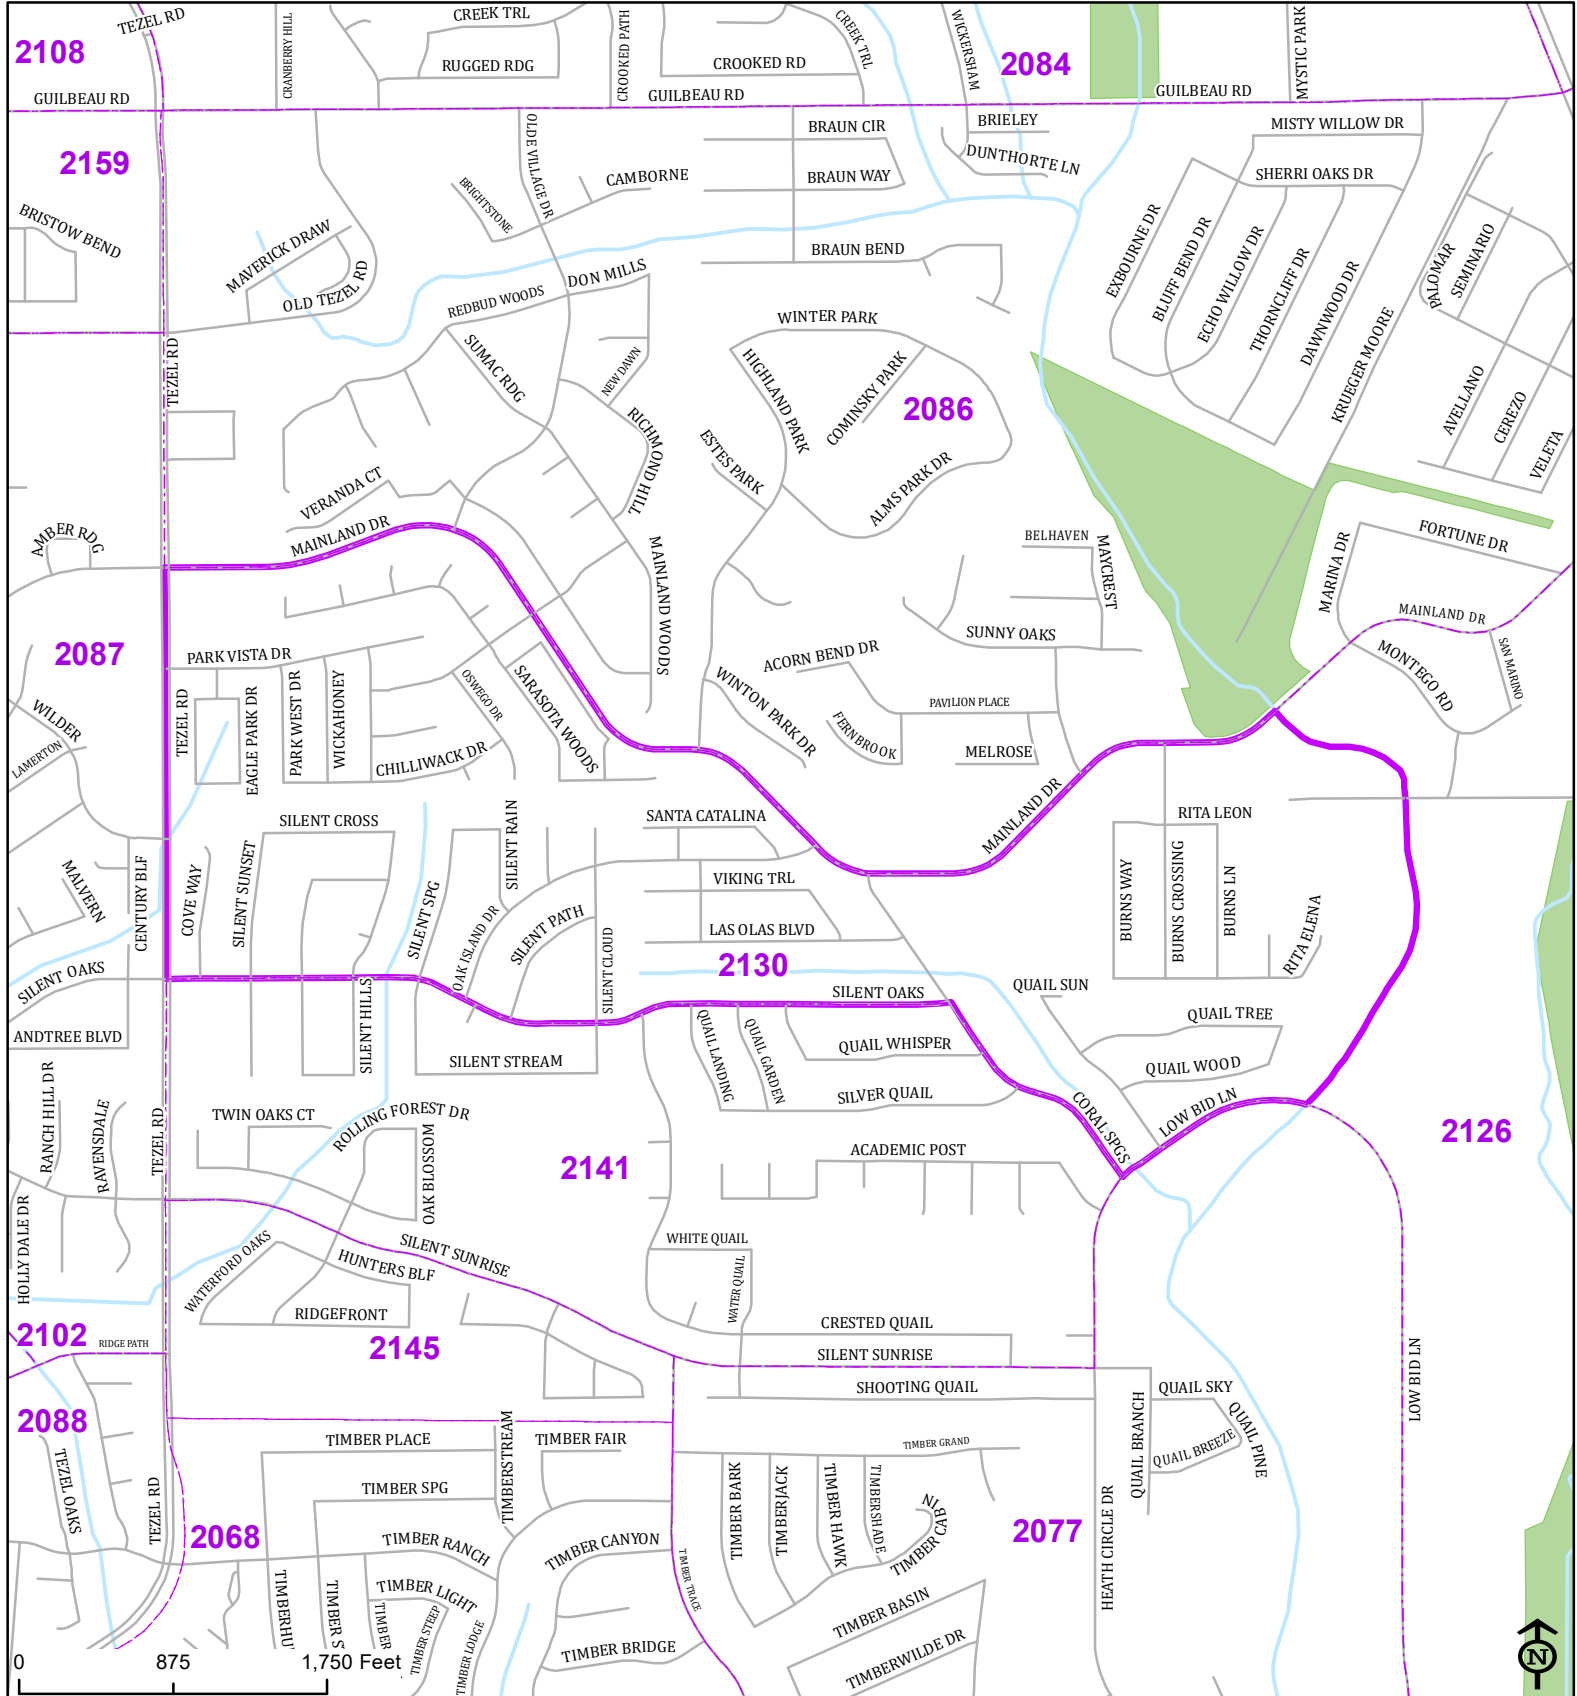 TEZEL RD
CRANBERRY HILL
CREEK TRL
RUGGED RDG
CROOKED PATH
CROOKED RD
CREEK TRL
WICKERSHAM
2084
MYSTIC PARK
2108
GUILBEAU RD
GUILBEAU RD
GUILBEAU RD
2159
OLDE VILLAGE DR
BRAUN CIR
BRIELEY
MISTY WILLOW DR
DUNTHORTE LN
BRIGHTSTONE
CAMBORNE
BRAUN WAY
SHERRI OAKS DR
BRISTOW BEND
MAVERICK DRAW
OLD TEZEL RD
BRAUN BEND
EXBOURNE DR
BLUFF BEND DR
ECHO WILLOW DR
THORNCLIFF DR
DAWNWOOD DR
KRUEGER MOORE
PALOMAR
SEMINARIO
REDBUD WOODS
DON MILLS
WINTER PARK
TEZEL RD
SUMAC RDG
NEW DAWN
HIGHLAND PARK
COMINSKY PARK
2086
AVELLANO
CEREZO
VELETA
RICHMOND HILL
ESTES PARK
ALMS PARK DR
VERANDA CT
MAINLAND DR
AMBER RDG
MAINLAND WOODS
BELHAVEN
MAYCREST
MARINA DR
FORTUNE DR
MAINLAND DR
SAN MARINO
MONTEGO RD
2087
PARK VISTA DR
SUNNY OAKS
ACORN BEND DR
WILDER
LAMERTON
TEZEL RD
EAGLE PARK DR
PARK WEST DR
WICKAHONEY
OSWEGO DR
SARASOTA WOODS
WINTON PARK DR
PAVILION PLACE
FERNBROOK
MELROSE
CHILLIWACK DR
MAINLAND DR
SILENT CROSS
SILENT RAIN
SANTA CATALINA
RITA LEON
MALVERN
CENTURY BLF
COVE WAY
SILENT SUNSET
SILENT SPG
VIKING TRL
BURNS WAY
BURNS CROSSING
BURNS LN
RITA ELENA
OAK ISLAND DR
SILENT PATH
SILENT CLOUD
LAS OLAS BLVD
2130
SILENT OAKS
SILENT OAKS
QUAIL SUN
ANDTREE BLVD
SILENT HILLS
SILENT STREAM
QUAIL LANDING
QUAIL GARDEN
QUAIL WHISPER
QUAIL TREE
QUAIL WOOD
SILVER QUAIL
CORAL SPGS
LOW BID LN
2126
RANCH HILL DR
RAVENSDALE
TEZEL RD
TWIN OAKS CT
ROLLING FOREST DR
OAK BLOSSOM
2141
ACADEMIC POST
HOLLY DALE DR
WATERFORD OAKS
HUNTERS BLF
SILENT SUNRISE
WHITE QUAIL
WATER QUAIL
RIDGEFRONT
CRESTED QUAIL
2102
RIDGE PATH
2145
SILENT SUNRISE
SHOOTING QUAIL
QUAIL SKY
QUAIL BRANCH
QUAIL BREEZE
QUAIL PINE
LOW BID LN
2088
TEZEL OAKS
TEZEL RD
TIMBER PLACE
TIMBERSTREAM
TIMBER FAIR
TIMBER GRAND
TIMBER SPG
2068
TIMBER RANCH
TIMBER CANYON
TIMBER TRACE
TIMBER BARK
TIMBERJACK
TIMBER HAWK
TIMBERSHADE
TIMBER CABIN
2077
HEATH CIRCLE DR
TIMBERHU
TIMBER S
TIMBER
TIMBER LIGHT
TIMBER STEEP
TIMBER LODGE
TIMBER BRIDGE
TIMBER BASIN
TIMBERWILDE DR
0 875 1,750 Feet
N